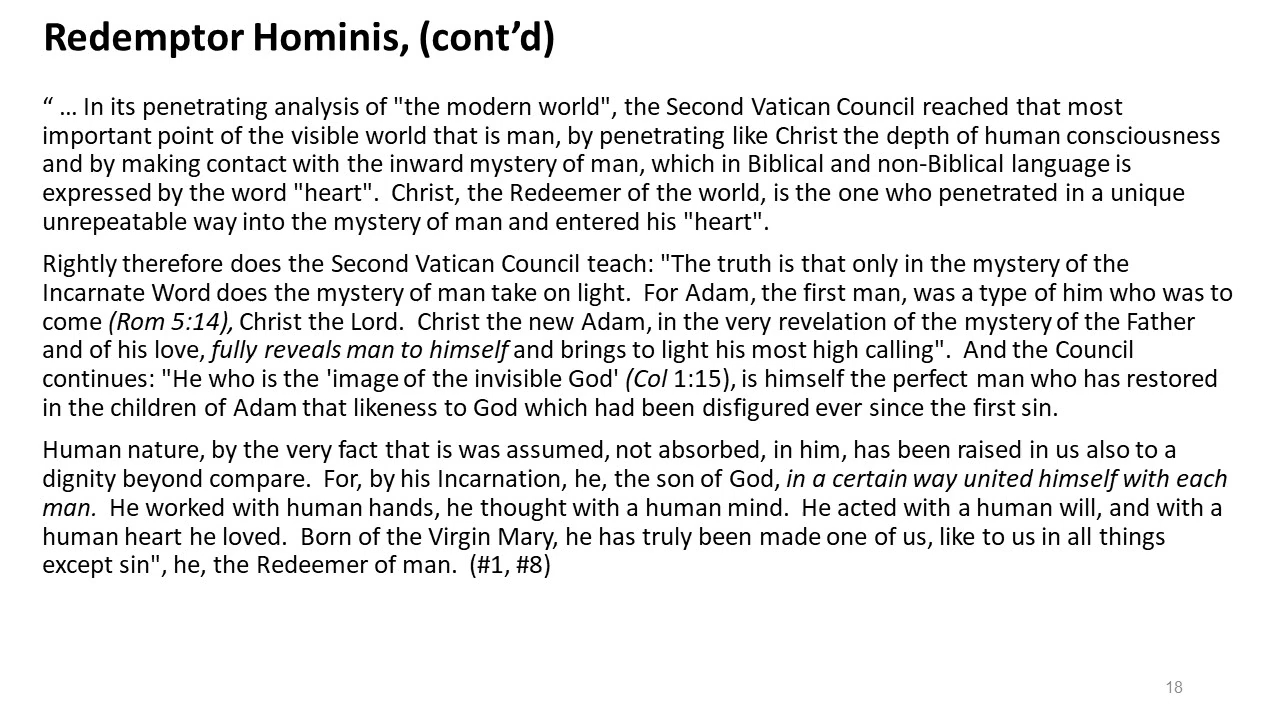 Redemptor Hominis, (cont’d)
“ … In its penetrating analysis of "the modern world", the Second Vatican Council reached that most
important point of the visible world that is man, by penetrating like Christ the depth of human consciousness
and by making contact with the inward mystery of man, which in Biblical and non-Biblical language is
expressed by the word "heart".  Christ, the Redeemer of the world, is the one who penetrated in a unique
unrepeatable way into the mystery of man and entered his "heart".
Rightly therefore does the Second Vatican Council teach: "The truth is that only in the mystery of the
Incarnate Word does the mystery of man take on light.  For Adam, the first man, was a type of him who was to
come (Rom 5:14), Christ the Lord.  Christ the new Adam, in the very revelation of the mystery of the Father
and of his love, fully reveals man to himself and brings to light his most high calling".  And the Council
continues: "He who is the 'image of the invisible God' (Col 1:15), is himself the perfect man who has restored
in the children of Adam that likeness to God which had been disfigured ever since the first sin.
Human nature, by the very fact that is was assumed, not absorbed, in him, has been raised in us also to a
dignity beyond compare.  For, by his Incarnation, he, the son of God, in a certain way united himself with each
man.  He worked with human hands, he thought with a human mind.  He acted with a human will, and with a
human heart he loved.  Born of the Virgin Mary, he has truly been made one of us, like to us in all things
except sin", he, the Redeemer of man.  (#1, #8)
18